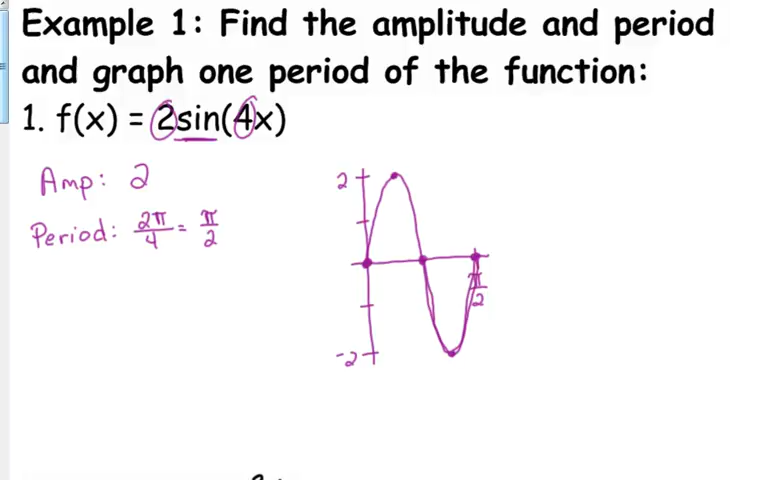 Example 1: Find the amplitude and period
and graph one period of the function:
1. f(x) = 2sin(4x)
Amp: 2
Period: 2π/4 = π/2
2
π/2
-2